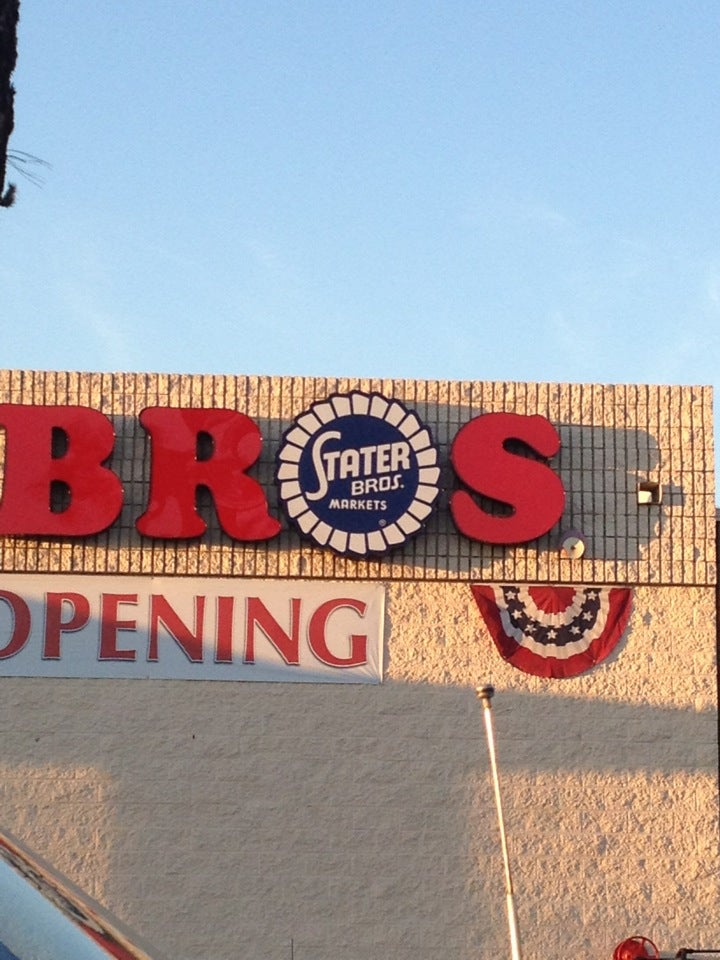 BROS
STATER
BROS.
MARKETS
®
OPENING